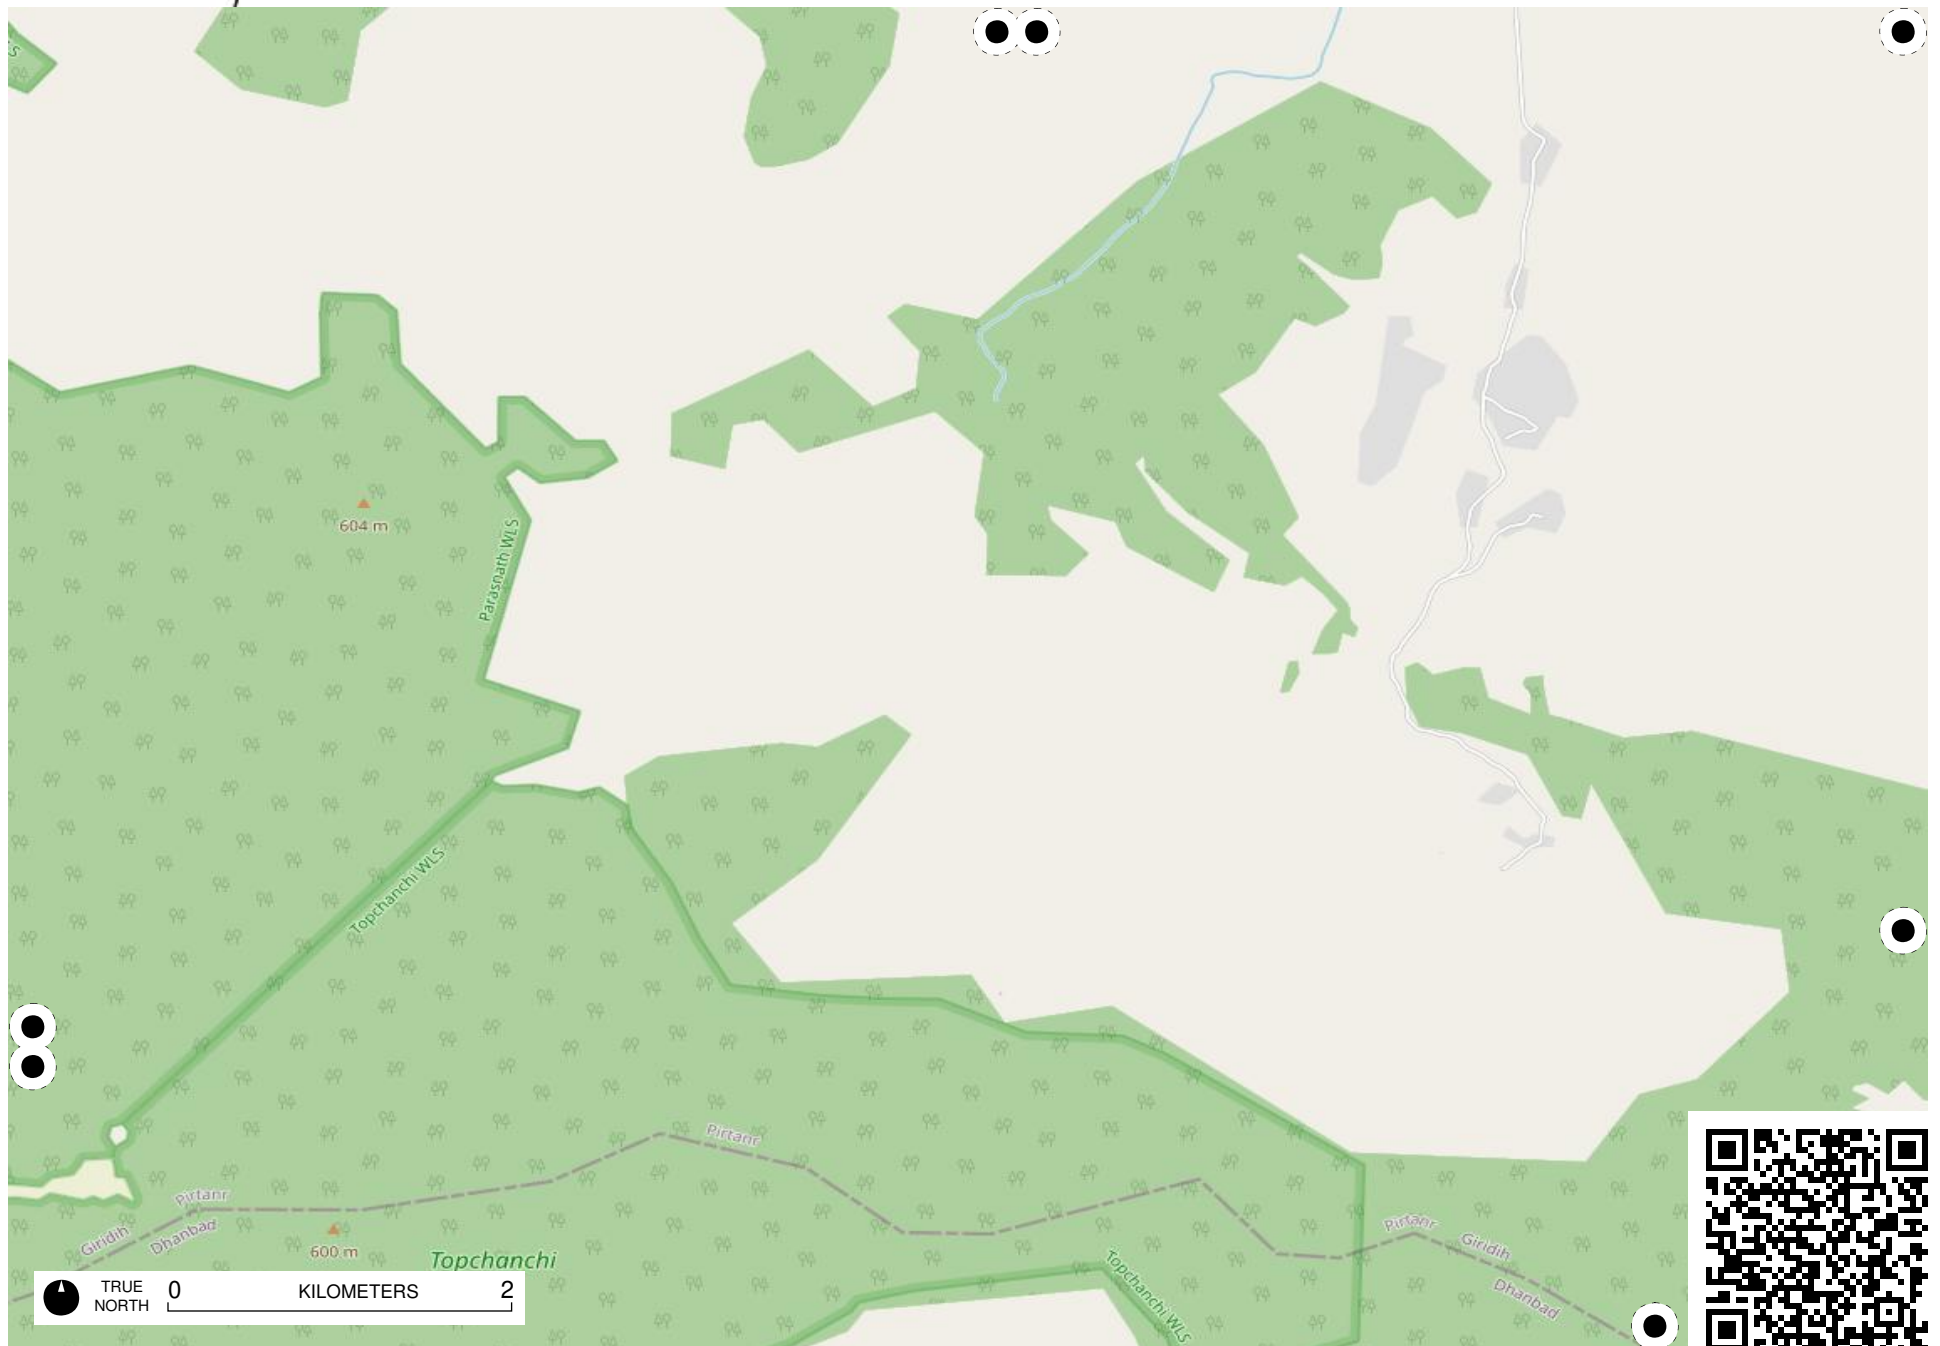 604 m
Parasnath WLS
Topchanchi WLS
Pirtanr
Pirtanr
Giridih
Dhanbad
600 m
Topchanchi
Topchanchi WLS
Pirtanr
Giridih
Dhanbad
TRUE
NORTH
0 KILOMETERS 2